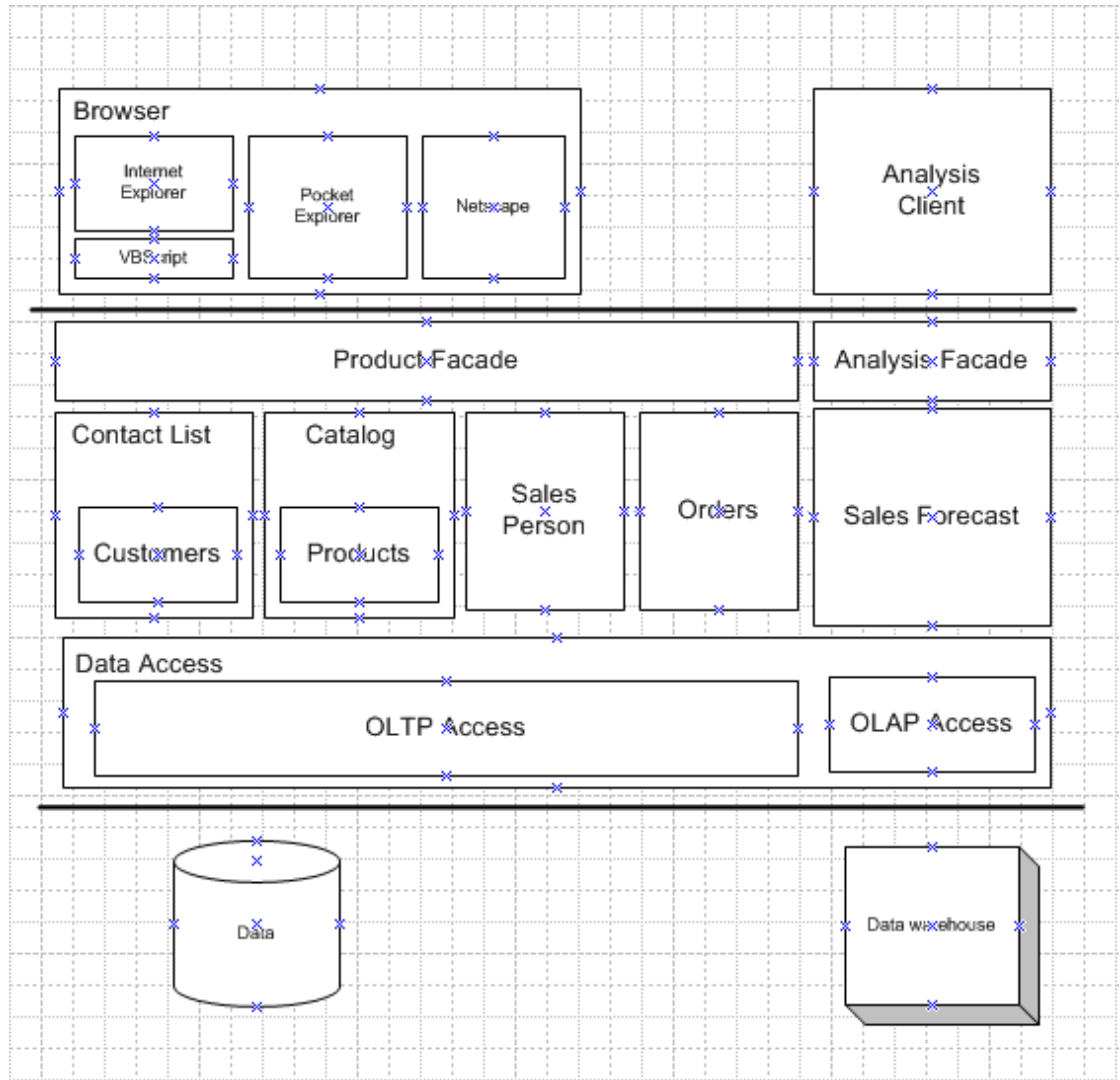 Browser
Internet
Explorer
VBScript
Pocket
Explorer
Netscape
Analysis
Client
Product Facade
Analysis Facade
Contact List
Customers
Catalog
Products
Sales
Person
Orders
Sales Forecast
Data Access
OLTP Access
OLAP Access
Data
Data warehouse